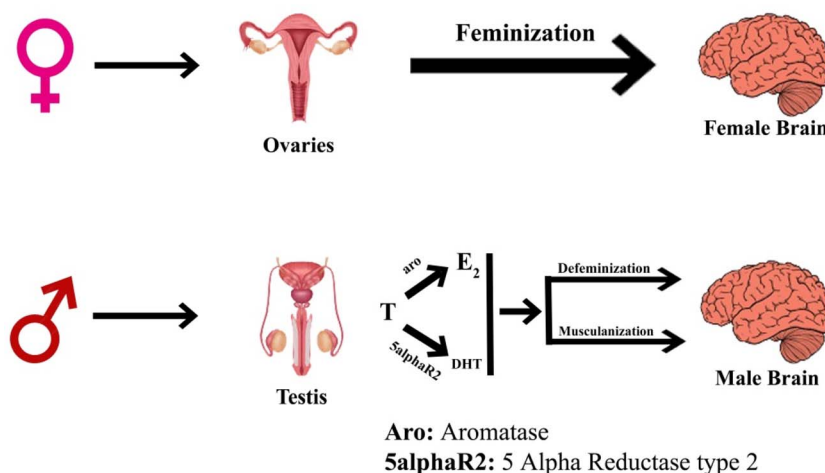 Feminization
Ovaries
Female Brain
aro
E₂
T
5alphaR2
DHT
Defeminization
Musculanization
Testis
Male Brain
Aro: Aromatase
5alphaR2: 5 Alpha Reductase type 2